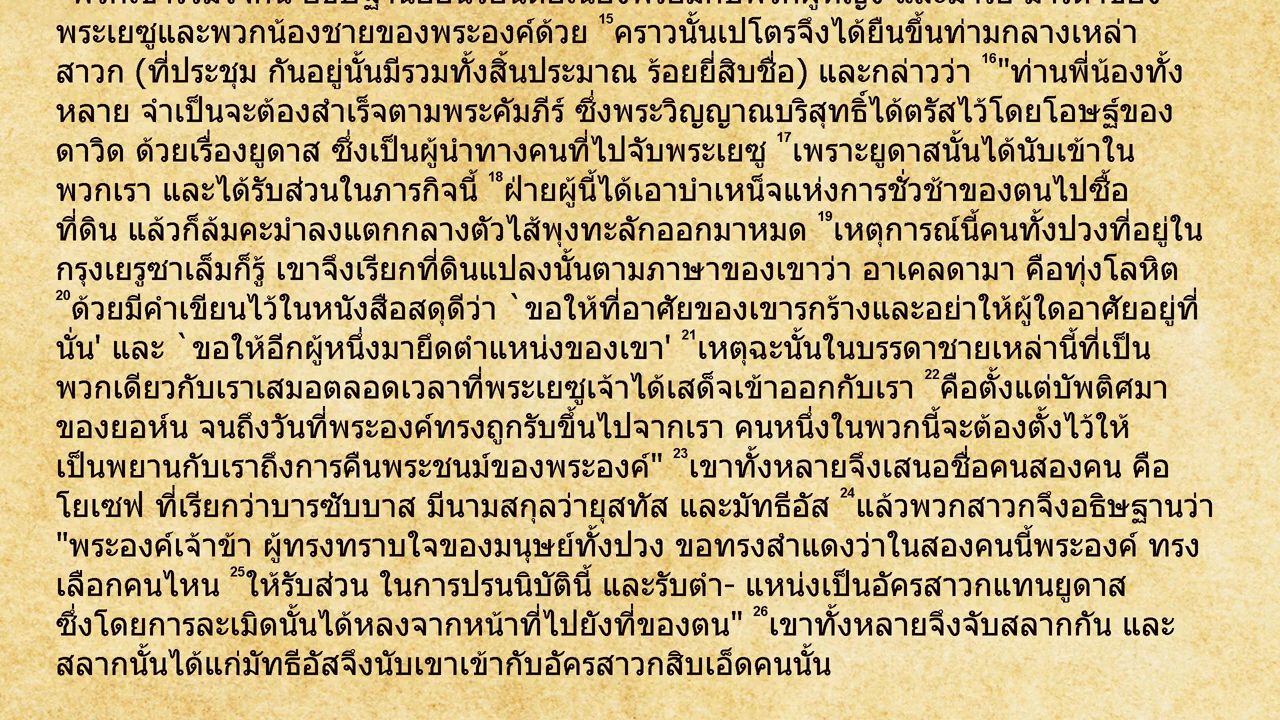 พระเยซูและพวกน้องชายของพระองค์ด้วย 15คราวนั้นเปโตรจึงได้ยืนขึ้นท่ามกลางเหล่า
สาวก (ที่ประชุม กันอยู่นั้นมีรวมทั้งสิ้นประมาณ ร้อยยี่สิบชื่อ) และกล่าวว่า 16"ท่านพี่น้องทั้ง
หลาย จำเป็นจะต้องสำเร็จตามพระคัมภีร์ ซึ่งพระวิญญาณบริสุทธิ์ได้ตรัสไว้โดยโอษฐ์ของ
ดาวิด ด้วยเรื่องยูดาส ซึ่งเป็นผู้นำทางคนที่ไปจับพระเยซู 17เพราะยูดาสนั้นได้นับเข้าใน
พวกเรา และได้รับส่วนในภารกิจนี้ 18ฝ่ายผู้นี้ได้เอาบำเหน็จแห่งการชั่วช้าของตนไปซื้อ
ที่ดิน แล้วก็ล้มคะมำลงแตกกลางตัวไส้พุงทะลักออกมาหมด 19เหตุการณ์นี้คนทั้งปวงที่อยู่ใน
กรุงเยรูซาเล็มก็รู้ เขาจึงเรียกที่ดินแปลงนั้นตามภาษาของเขาว่า อาเคลดามา คือทุ่งโลหิต
20ด้วยมีคำเขียนไว้ในหนังสือสดุดีว่า `ขอให้ที่อาศัยของเขารกร้างและอย่าให้ผู้ใดอาศัยอยู่ที่
นั่น' และ `ขอให้อีกผู้หนึ่งมายึดตำแหน่งของเขา' 21เหตุฉะนั้นในบรรดาชายเหล่านี้ที่เป็น
พวกเดียวกับเราเสมอตลอดเวลาที่พระเยซูเจ้าได้เสด็จเข้าออกกับเรา 22คือตั้งแต่บัพติศมา
ของยอห์น จนถึงวันที่พระองค์ทรงถูกรับขึ้นไปจากเรา คนหนึ่งในพวกนี้จะต้องตั้งไว้ให้
เป็นพยานกับเราถึงการคืนพระชนม์ของพระองค์" 23เขาทั้งหลายจึงเสนอชื่อคนสองคน คือ
โยเซฟ ที่เรียกว่าบารซับบาส มีนามสกุลว่ายุสทัส และมัทธีอัส 24แล้วพวกสาวกจึงอธิษฐานว่า
"พระองค์เจ้าข้า ผู้ทรงทราบใจของมนุษย์ทั้งปวง ขอทรงสำแดงว่าในสองคนนี้พระองค์ ทรง
เลือกคนไหน 25ให้รับส่วน ในการปรนนิบัตินี้ และรับตำ- แหน่งเป็นอัครสาวกแทนยูดาส
ซึ่งโดยการละเมิดนั้นได้หลงจากหน้าที่ไปยังที่ของตน" 26เขาทั้งหลายจึงจับสลากกัน และ
สลากนั้นได้แก่มัทธีอัสจึงนับเขาเข้ากับอัครสาวกสิบเอ็ดคนนั้น